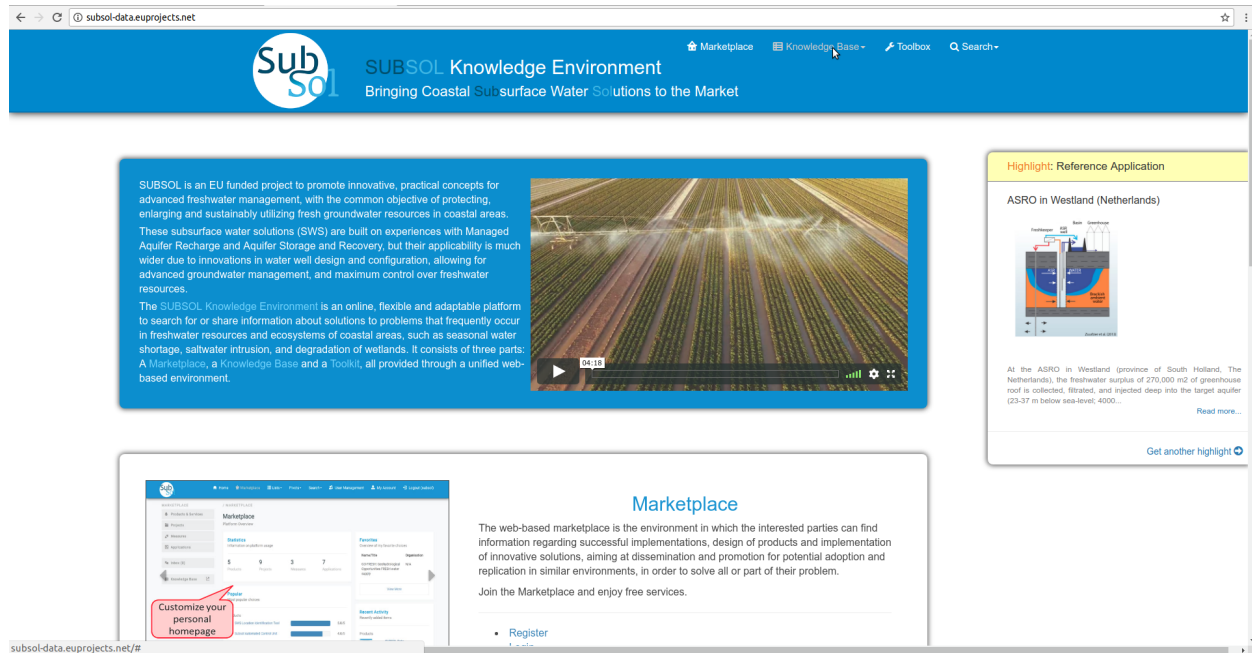 subsol-data.euprojects.net
Marketplace Knowledge Base Toolbox Search
Sub
Sol
SUBSOL Knowledge Environment
Bringing Coastal Subsurface Water Solutions to the Market
SUBSOL is an EU funded project to promote innovative, practical concepts for
advanced freshwater management, with the common objective of protecting,
enlarging and sustainably utilizing fresh groundwater resources in coastal areas.
These subsurface water solutions (SWS) are built on experiences with Managed
Aquifer Recharge and Aquifer Storage and Recovery, but their applicability is much
wider due to innovations in water well design and configuration, allowing for
advanced groundwater management, and maximum control over freshwater
resources.
The SUBSOL Knowledge Environment is an online, flexible and adaptable platform
to search for or share information about solutions to problems that frequently occur
in freshwater resources and ecosystems of coastal areas, such as seasonal water
shortage, saltwater intrusion, and degradation of wetlands. It consists of three parts:
A Marketplace, a Knowledge Base and a Toolkit, all provided through a unified web-
based environment.
04:18
Highlight: Reference Application
ASRO in Westland (Netherlands)
Basin Greenhouse
At the ASRO in Westland (province of South Holland, The
Netherlands), the freshwater surplus of 270,000 m2 of greenhouse
roof is collected, filtrated, and injected deep into the target aquifer
(23-37 m below sea-level; 4000...
Read more...
Get another highlight
Marketplace
Statistics
Favorites
5 9 3 7
Popular
Recent Activity
Customize your
personal
homepage
Marketplace
The web-based marketplace is the environment in which the interested parties can find
information regarding successful implementations, design of products and implementation
of innovative solutions, aiming at dissemination and promotion for potential adoption and
replication in similar environments, in order to solve all or part of their problem.
Join the Marketplace and enjoy free services.
Register
subsol-data.euprojects.net/#